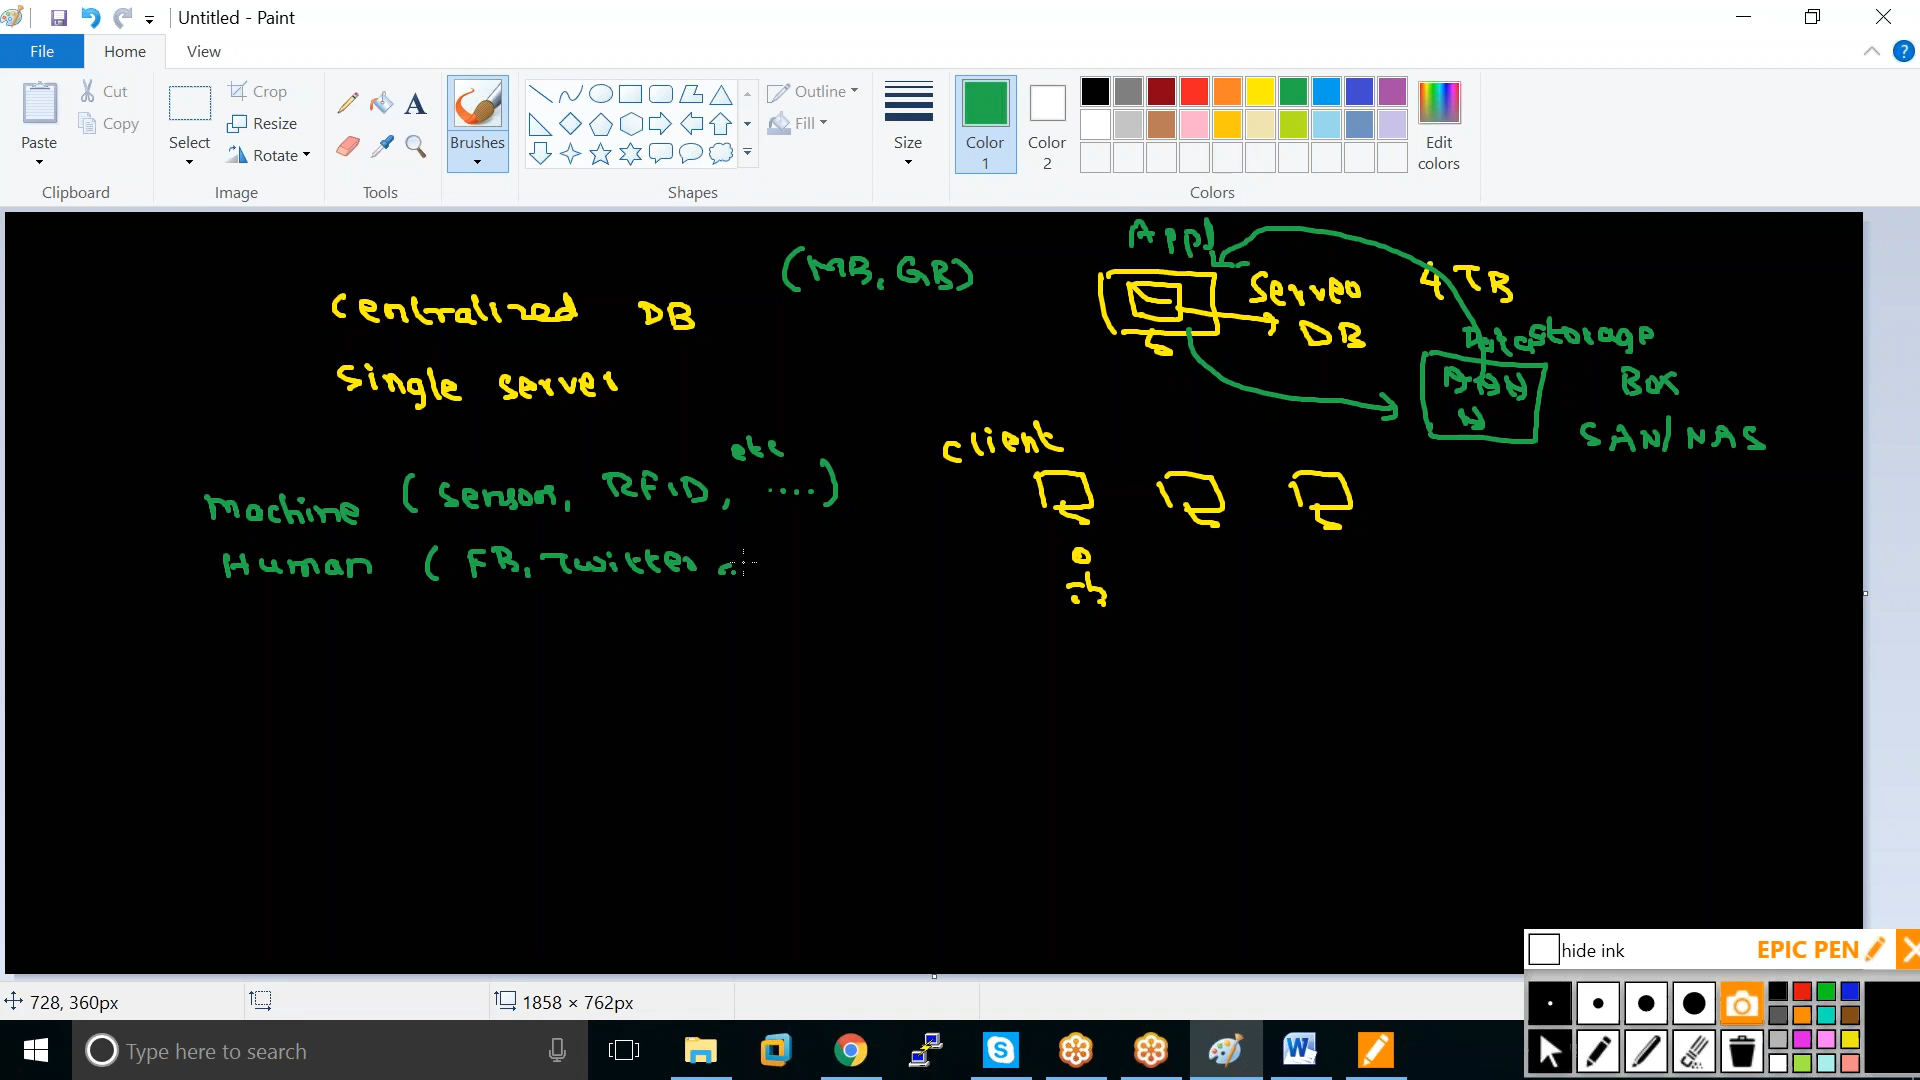 Untitled - Paint
File Home View
Paste Cut Copy
Select Crop Resize Rotate
Brushes
Outline Fill
Size
Color 1 Color 2
Edit colors
Clipboard Image Tools Shapes Colors
Appl
(MB, GB)
Centralized DB
Server 4 TB
DB
Data Storage
Box
Single server
SAN/NAS
Client
etc
Machine ( Sensor, RFID, ....)
Human ( FB, Twitter
hide ink EPIC PEN
728, 360px 1858 × 762px
Type here to search